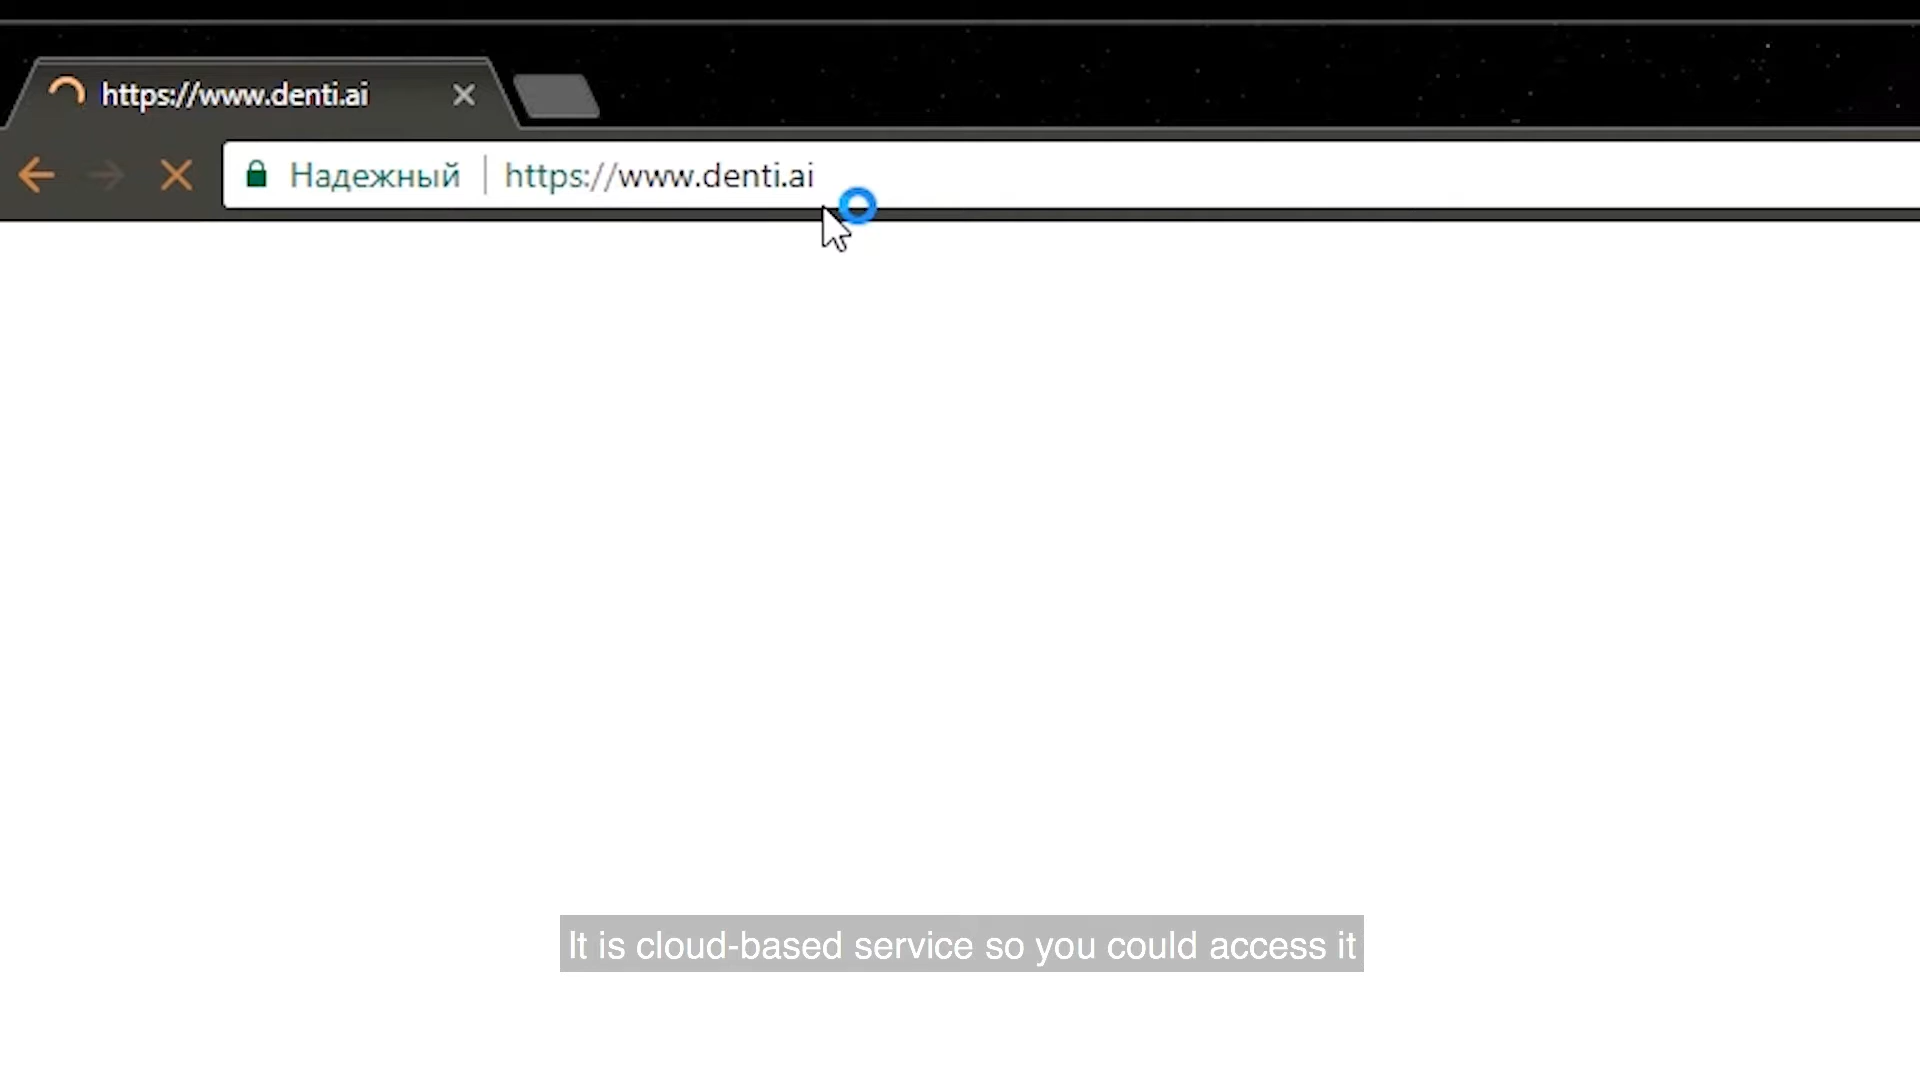 https://www.denti.ai
Надежный https://www.denti.ai
It is cloud-based service so you could access it